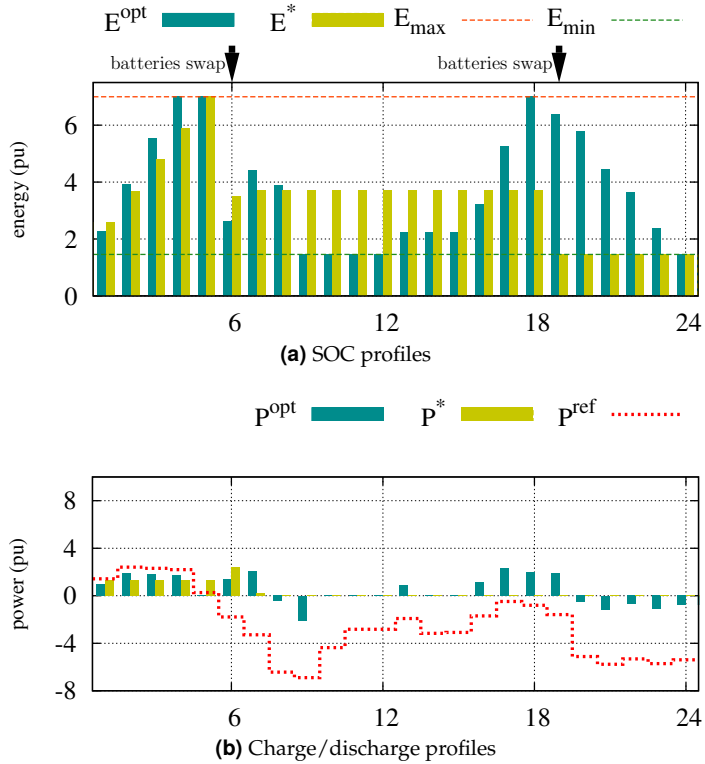 E^opt E^* E_max E_min
batteries swap batteries swap
energy (pu)
6
4
2
0
6 12 18 24
(a) SOC profiles
P^opt P^* P^ref
power (pu)
8
4
0
-4
-8
6 12 18 24
(b) Charge/discharge profiles